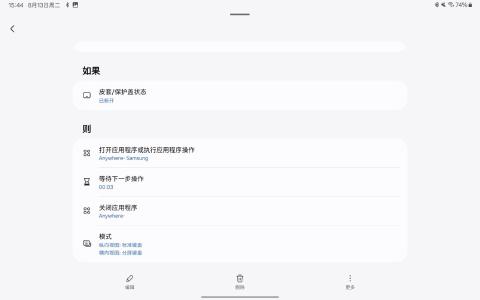 15:44 8月13日周二
74%
如果
皮套/保护盖状态
已断开
则
打开应用程序或执行应用程序操作
Anywhere- Samsung
等待下一步操作
00:03
关闭应用程序
Anywhere-
模式
纵向视图: 标准键盘
横向视图: 分屏键盘
编辑
删除
更多